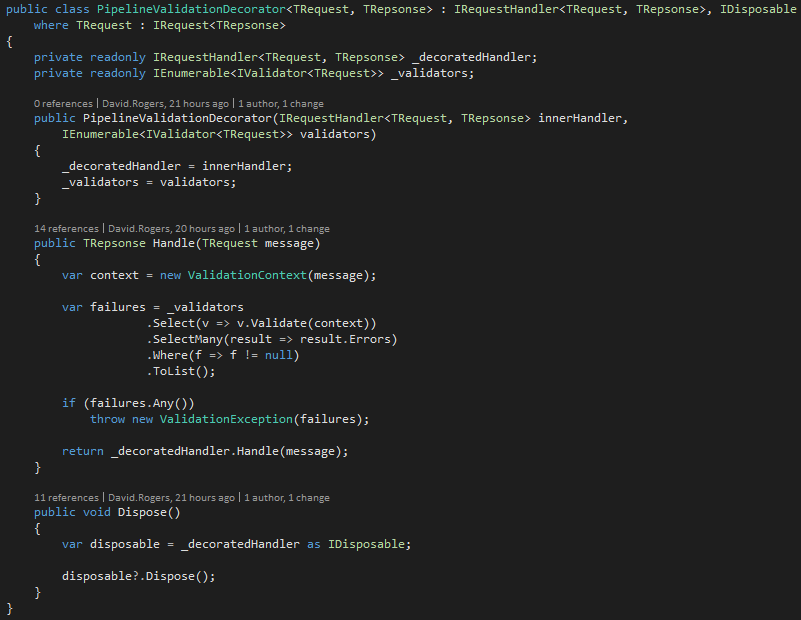 public class PipelineValidationDecorator<TRequest, TRepsonse> : IRequestHandler<TRequest, TRepsonse>, IDisposable
    where TRequest : IRequest<TRepsonse>
{
    private readonly IRequestHandler<TRequest, TRepsonse> _decoratedHandler;
    private readonly IEnumerable<IValidator<TRequest>> _validators;

    0 references | David.Rogers, 21 hours ago | 1 author, 1 change
    public PipelineValidationDecorator(IRequestHandler<TRequest, TRepsonse> innerHandler,
        IEnumerable<IValidator<TRequest>> validators)
    {
        _decoratedHandler = innerHandler;
        _validators = validators;
    }

    14 references | David.Rogers, 20 hours ago | 1 author, 1 change
    public TRepsonse Handle(TRequest message)
    {
        var context = new ValidationContext(message);

        var failures = _validators
                    .Select(v => v.Validate(context))
                    .SelectMany(result => result.Errors)
                    .Where(f => f != null)
                    .ToList();

        if (failures.Any())
            throw new ValidationException(failures);

        return _decoratedHandler.Handle(message);
    }

    11 references | David.Rogers, 21 hours ago | 1 author, 1 change
    public void Dispose()
    {
        var disposable = _decoratedHandler as IDisposable;

        disposable?.Dispose();
    }
}